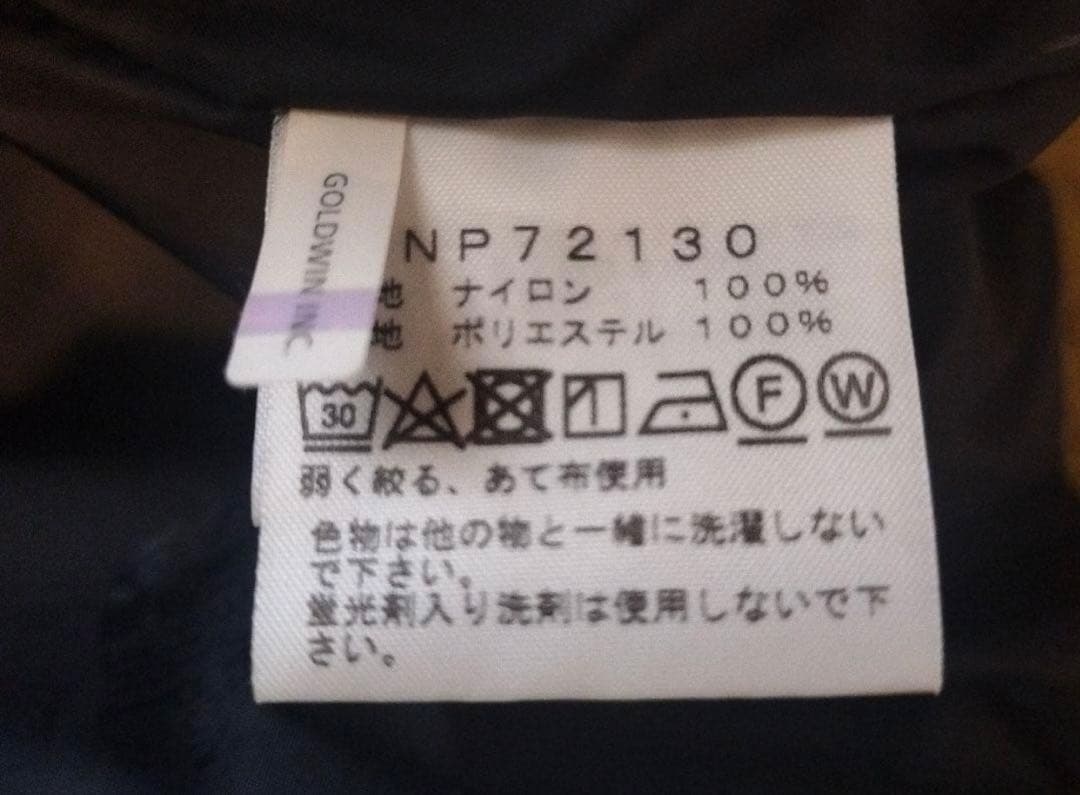 GOLDWIN INC
NP72130
地 ナイロン 100%
地 ポリエステル 100%
30 F W
弱く絞る、あて布使用
色物は他の物と一緒に洗濯しない
で下さい。
蛍光剤入り洗剤は使用しないで下
さい。